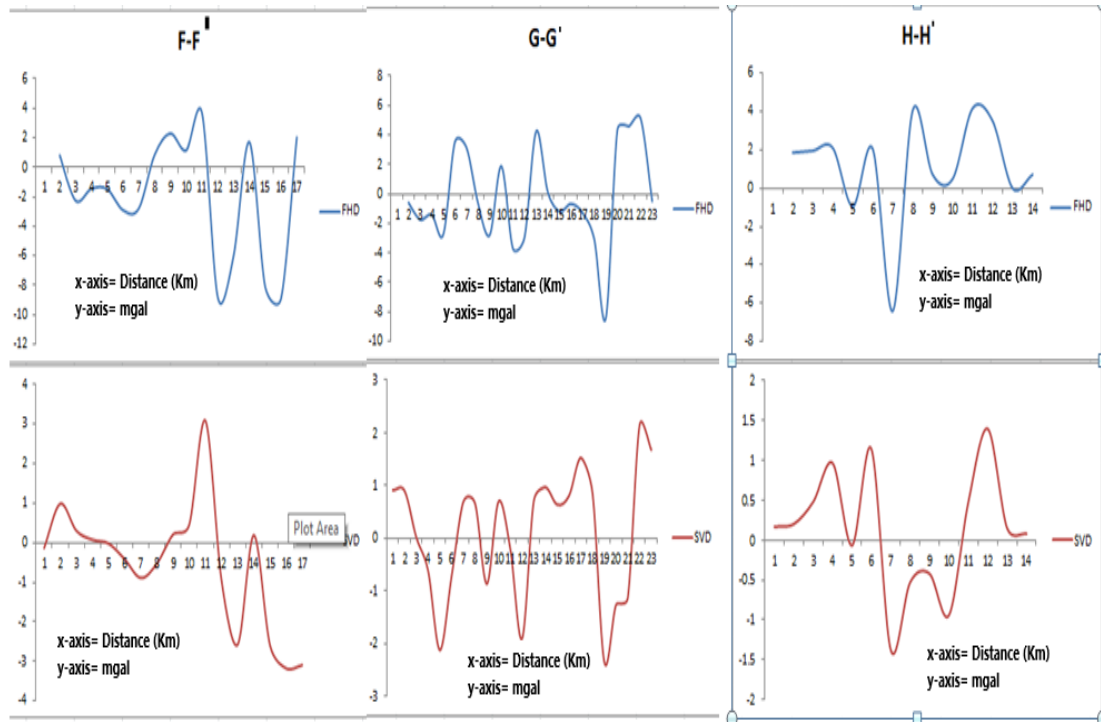 F-F'
6
4
2
0
-2
-4
-6
-8
-10
-12
1 2 3 4 5 6 7 8 9 10 11 12 13 14 15 16 17
FHD
x-axis= Distance (Km)
y-axis= mgal
G-G'
8
6
4
2
0
-2
-4
-6
-8
-10
1 2 3 4 5 6 7 8 9 10 11 12 13 14 15 16 17 18 19 20 21 22 23
FHD
x-axis= Distance (Km)
y-axis= mgal
H-H'
6
4
2
0
-2
-4
-6
-8
1 2 3 4 5 6 7 8 9 10 11 12 13 14
FHD
x-axis= Distance (Km)
y-axis= mgal
4
3
2
1
0
-1
-2
-3
-4
1 2 3 4 5 6 7 8 9 10 11 12 13 14 15 16 17
Plot Area
SVD
x-axis= Distance (Km)
y-axis= mgal
3
2
1
0
-1
-2
-3
1 2 3 4 5 6 7 8 9 10 11 12 13 14 15 16 17 18 19 20 21 22 23
SVD
x-axis= Distance (Km)
y-axis= mgal
2
1.5
1
0.5
0
-0.5
-1
-1.5
-2
1 2 3 4 5 6 7 8 9 10 11 12 13 14
SVD
x-axis= Distance (Km)
y-axis= mgal